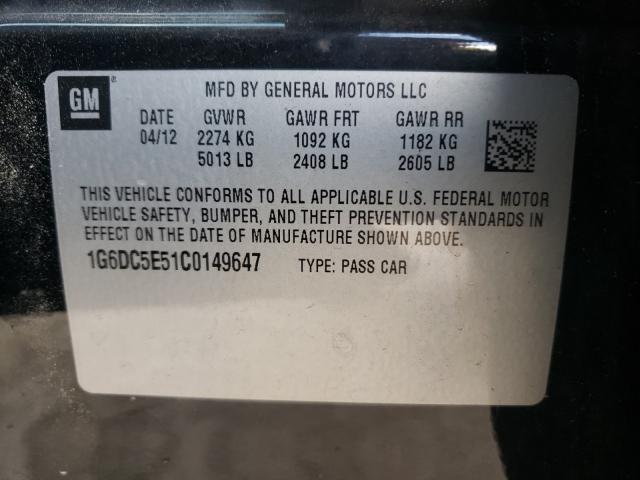 GM
®
MFD BY GENERAL MOTORS LLC
DATE GVWR GAWR FRT GAWR RR
04/12 2274 KG 1092 KG 1182 KG
5013 LB 2408 LB 2605 LB
THIS VEHICLE CONFORMS TO ALL APPLICABLE U.S. FEDERAL MOTOR
VEHICLE SAFETY, BUMPER, AND THEFT PREVENTION STANDARDS IN
EFFECT ON THE DATE OF MANUFACTURE SHOWN ABOVE.
1G6DC5E51C0149647 TYPE: PASS CAR